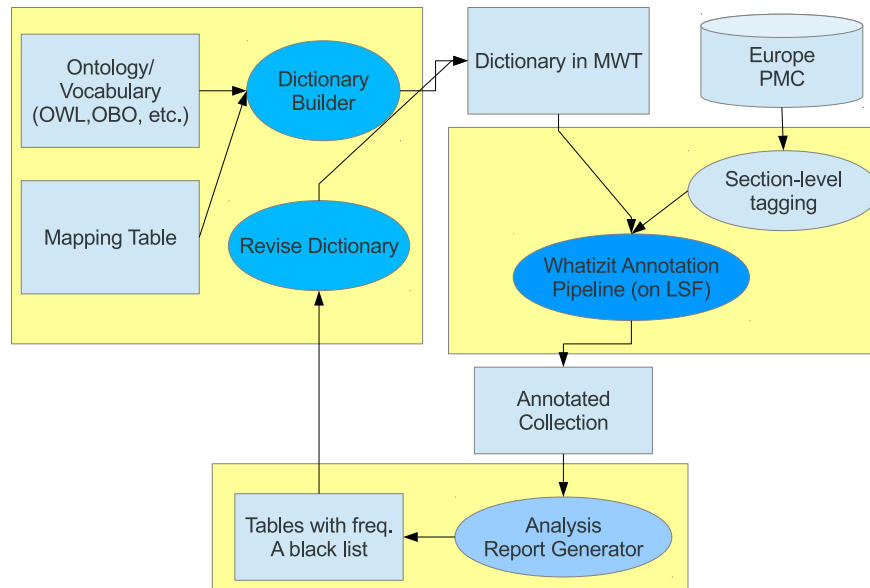 Ontology/
Vocabulary
(OWL,OBO, etc.)
Dictionary
Builder
Dictionary in MWT
Europe
PMC
Mapping Table
Revise Dictionary
Section-level
tagging
Whatizit Annotation
Pipeline (on LSF)
Annotated
Collection
Tables with freq.
A black list
Analysis
Report Generator